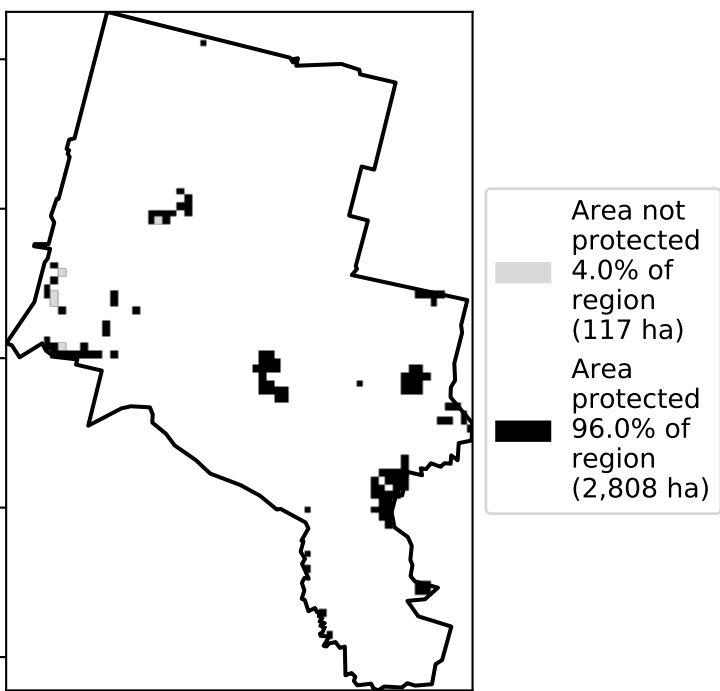 Area not
protected
4.0% of
region
(117 ha)
Area
protected
96.0% of
region
(2,808 ha)